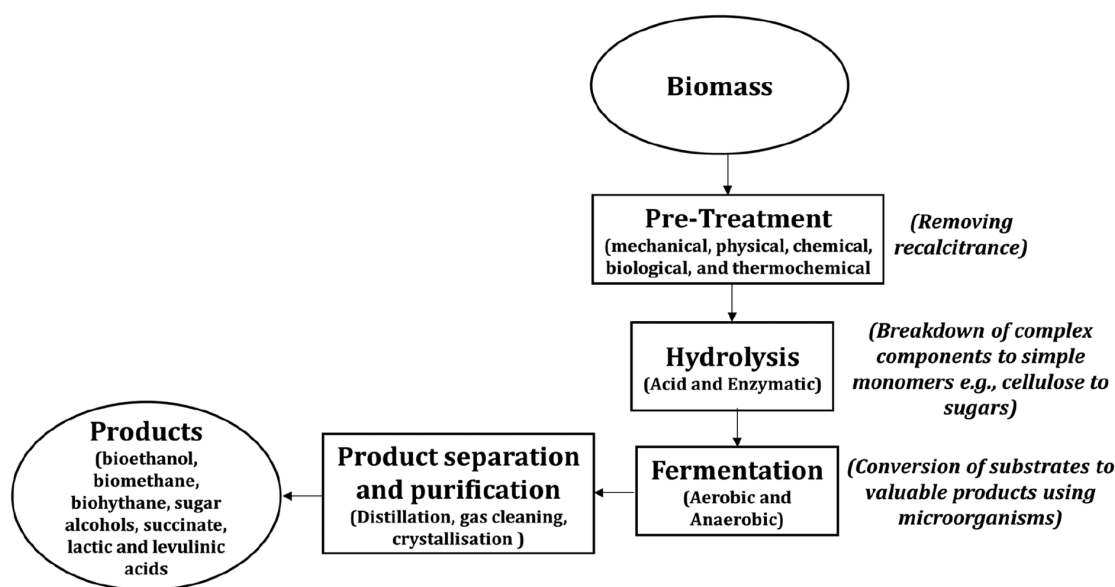 Biomass
Pre-Treatment
(mechanical, physical, chemical,
biological, and thermochemical
(Removing
recalcitrance)
Hydrolysis
(Acid and Enzymatic)
(Breakdown of complex
components to simple
monomers e.g., cellulose to
sugars)
Fermentation
(Aerobic and
Anaerobic)
(Conversion of substrates to
valuable products using
microorganisms)
Product separation
and purification
(Distillation, gas cleaning,
crystallisation )
Products
(bioethanol,
biomethane,
biohythane, sugar
alcohols, succinate,
lactic and levulinic
acids